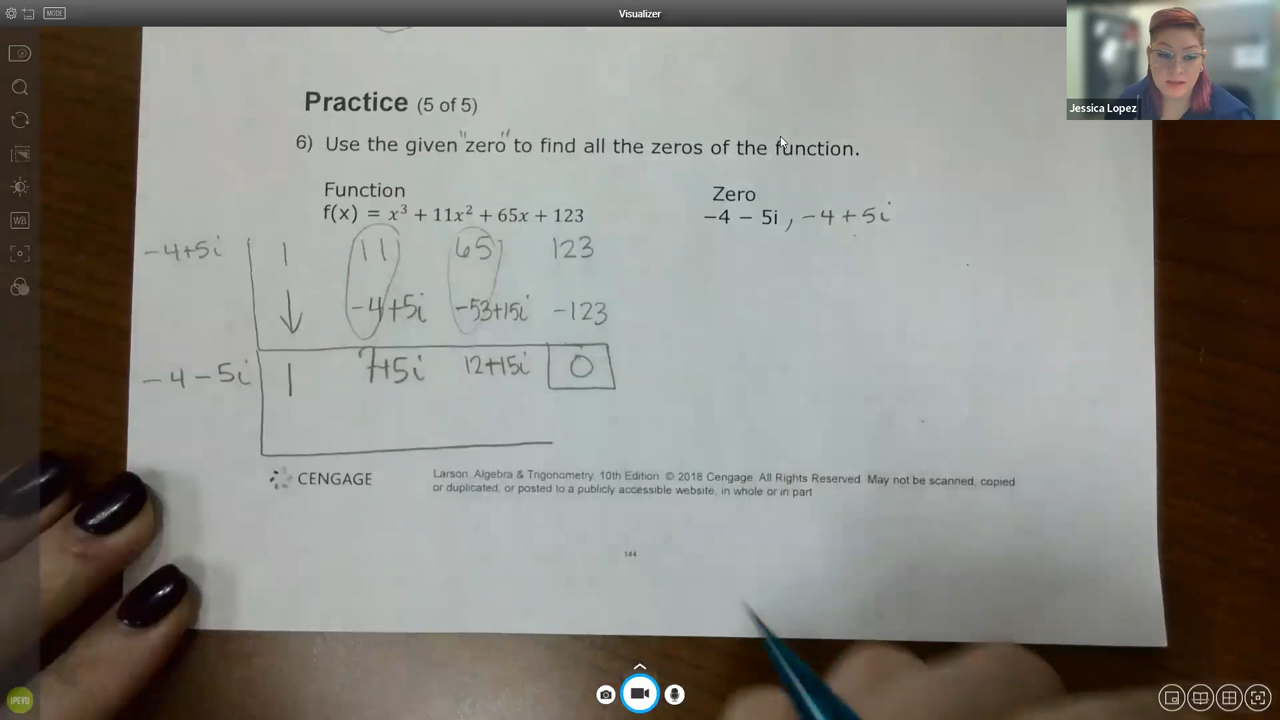 MODE
Visualizer
Jessica Lopez
Practice (5 of 5)
6) Use the given "zero" to find all the zeros of the function.
Function
Zero
f(x) = x³ + 11x² + 65x + 123
−4 − 5i , −4 + 5i
−4+5i 1 11 65 123
−4+5i −53+15i −123
−4−5i 1 7+5i 12+15i 0
CENGAGE
Larson, Algebra & Trigonometry, 10th Edition. © 2018 Cengage. All Rights Reserved. May not be scanned, copied
or duplicated, or posted to a publicly accessible website, in whole or in part
144
WB
IPEVO